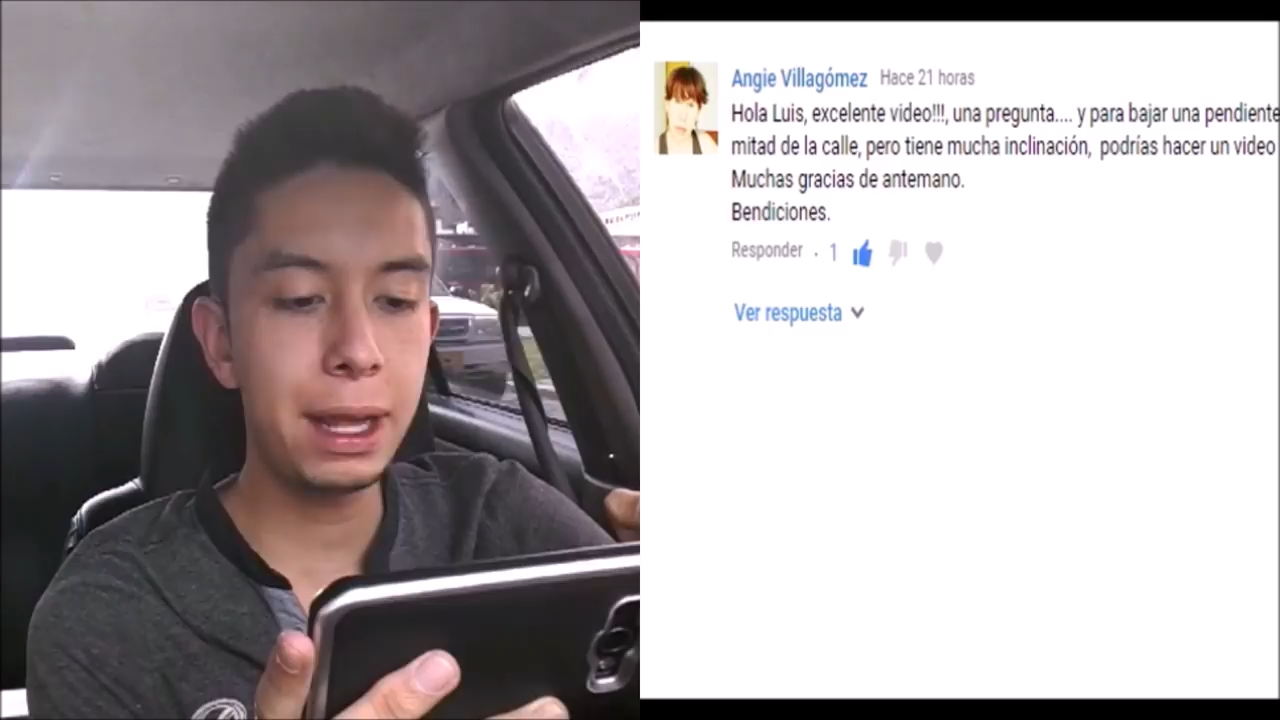 Angie Villagómez Hace 21 horas
Hola Luis, excelente video!!!, una pregunta.... y para bajar una pendiente
mitad de la calle, pero tiene mucha inclinación, podrías hacer un video
Muchas gracias de antemano.
Bendiciones.
Responder . 1
Ver respuesta